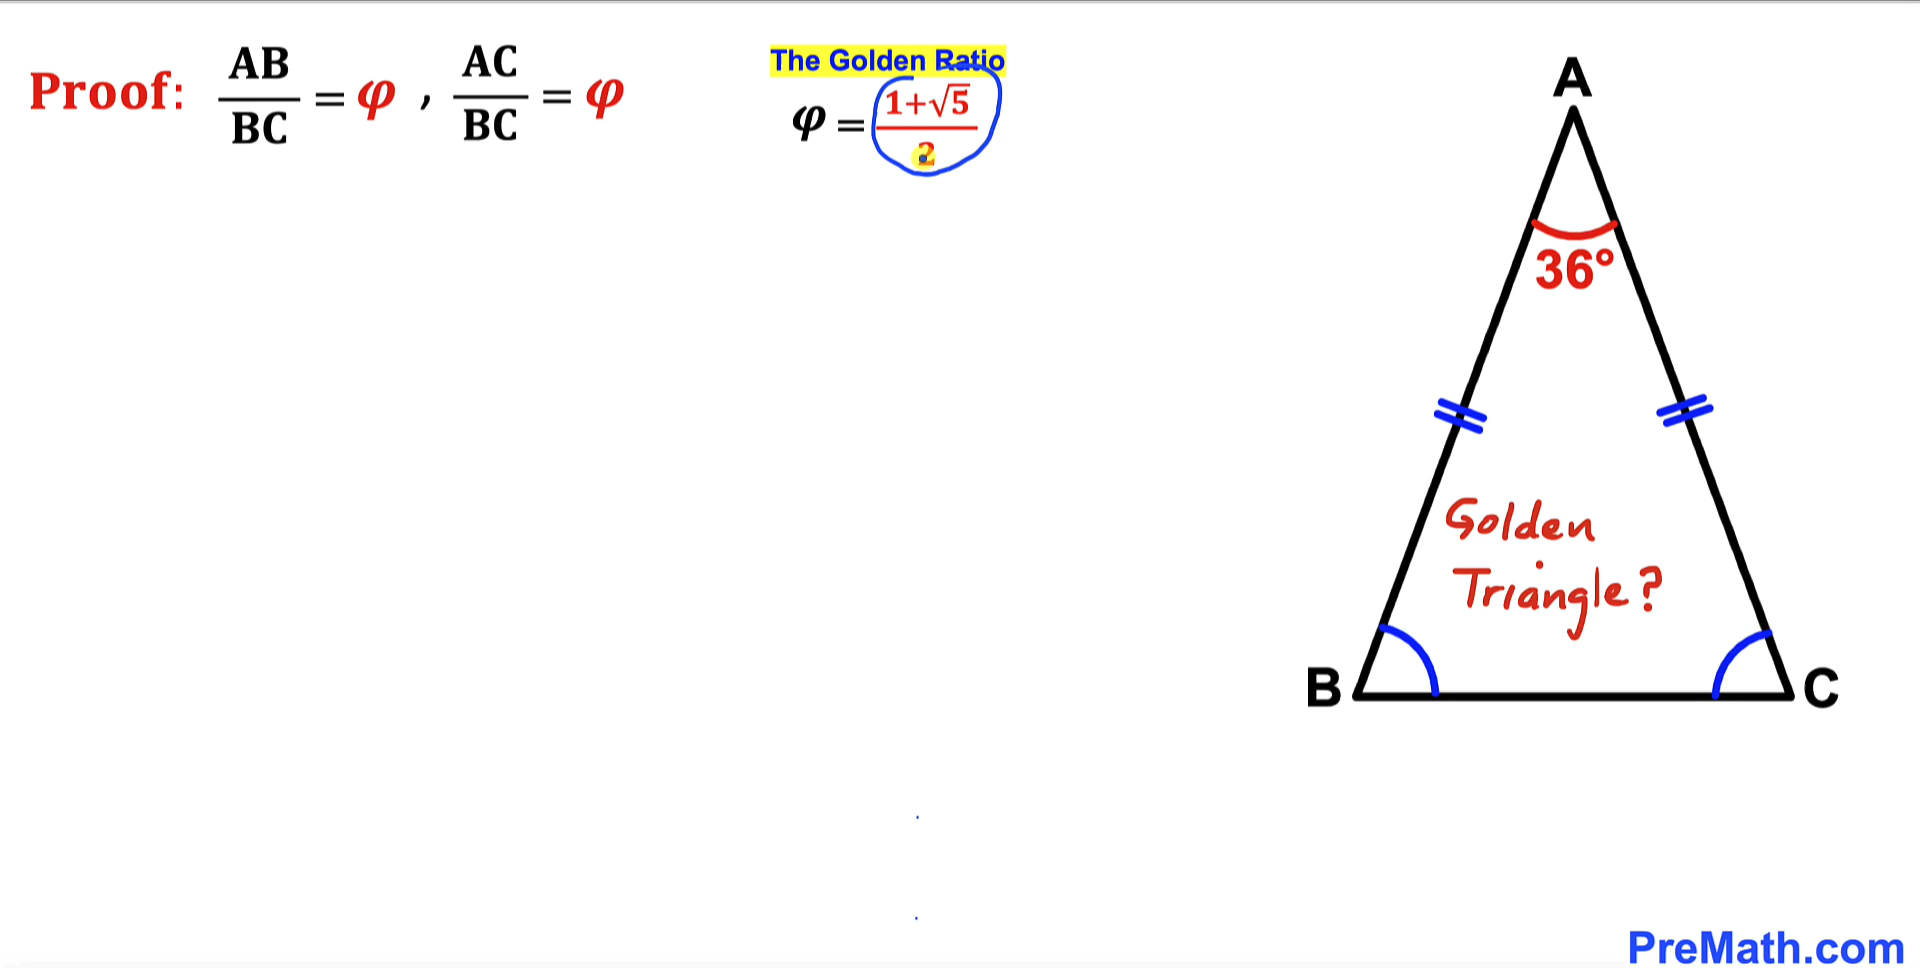 Proof: AB/BC = φ , AC/BC = φ
The Golden Ratio
φ = (1+√5)/2
A
36°
Golden
Triangle?
B
C
PreMath.com